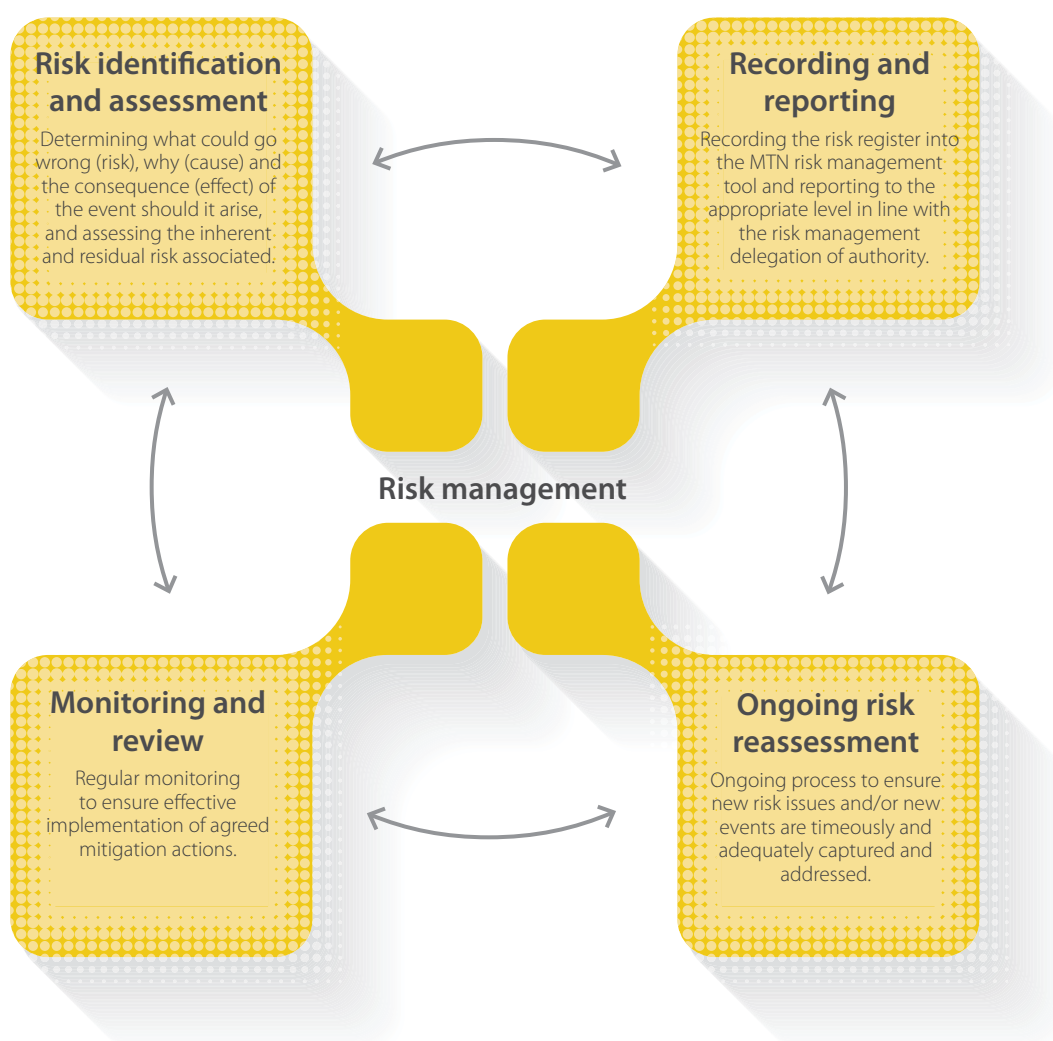 Risk identification
and assessment
Determining what could go
wrong (risk), why (cause) and
the consequence (effect) of
the event should it arise,
and assessing the inherent
and residual risk associated.
Recording and
reporting
Recording the risk register into
the MTN risk management
tool and reporting to the
appropriate level in line with
the risk management
delegation of authority.
Risk management
Monitoring and
review
Regular monitoring
to ensure effective
implementation of agreed
mitigation actions.
Ongoing risk
reassessment
Ongoing process to ensure
new risk issues and/or new
events are timeously and
adequately captured and
addressed.